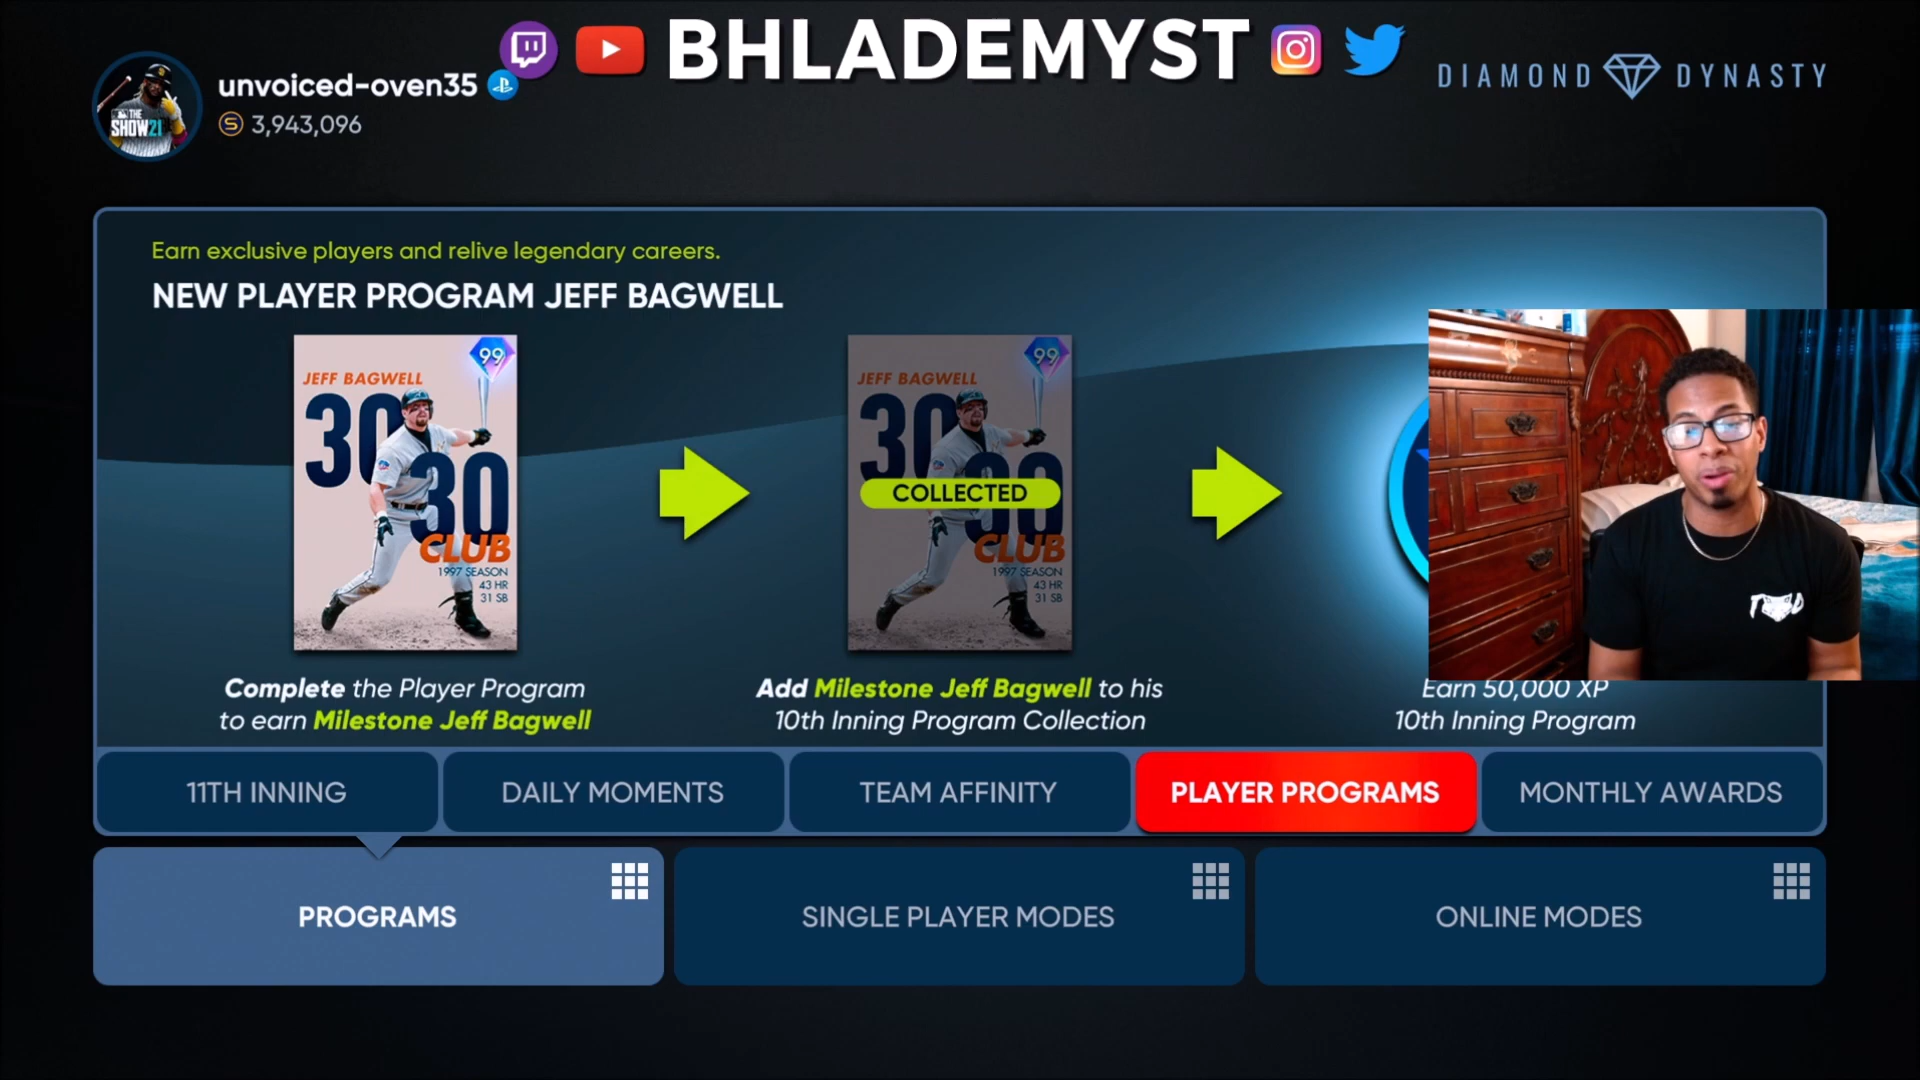 BHLADEMYST
unvoiced-oven35
3,943,096
THE
SHOW21
DIAMOND DYNASTY
Earn exclusive players and relive legendary careers.
NEW PLAYER PROGRAM JEFF BAGWELL
99
JEFF BAGWELL
30
30
CLUB
1997 SEASON
43 HR
31 SB
99
JEFF BAGWELL
30
30
COLLECTED
CLUB
1997 SEASON
43 HR
31 SB
Complete the Player Program
to earn Milestone Jeff Bagwell
Add Milestone Jeff Bagwell to his
10th Inning Program Collection
Earn 50,000 XP
10th Inning Program
11TH INNING
DAILY MOMENTS
TEAM AFFINITY
PLAYER PROGRAMS
MONTHLY AWARDS
PROGRAMS
SINGLE PLAYER MODES
ONLINE MODES